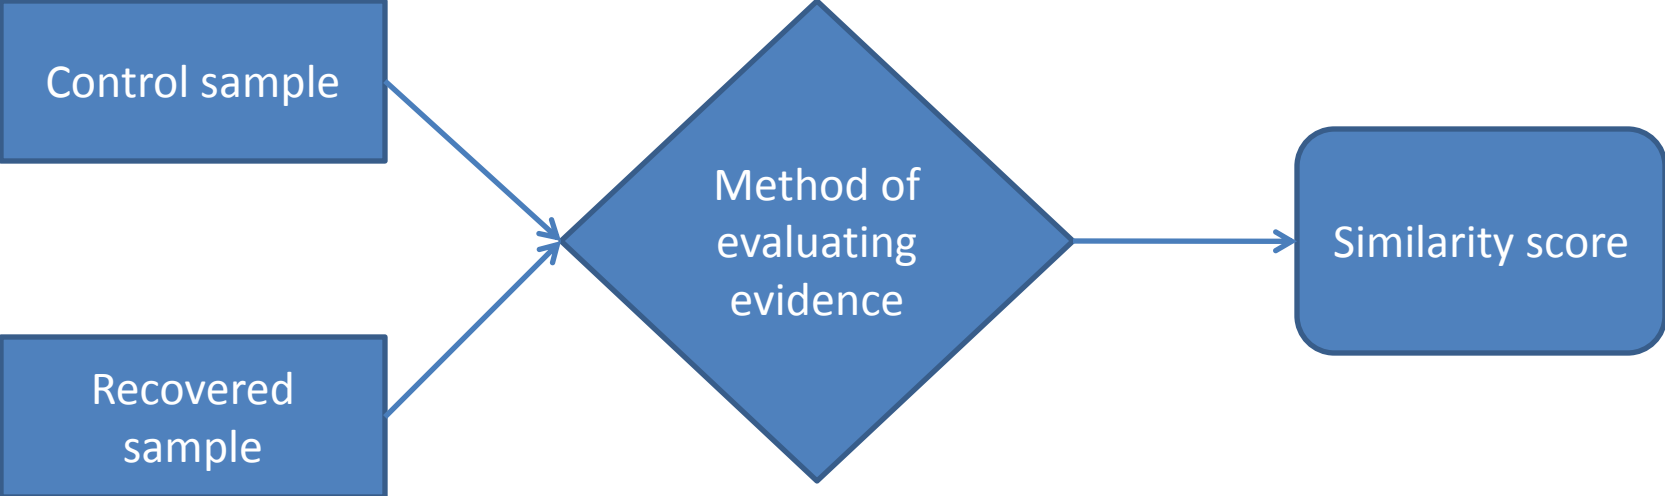 Control sample
Recovered
sample
Method of
evaluating
evidence
Similarity score